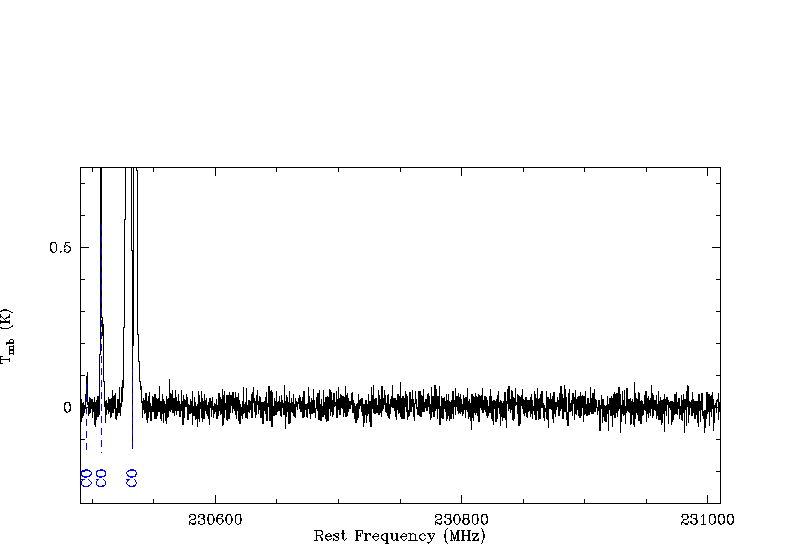 0.5
0
T_mb (K)
CO CO CO
230600 230800 231000
Rest Frequency (MHz)